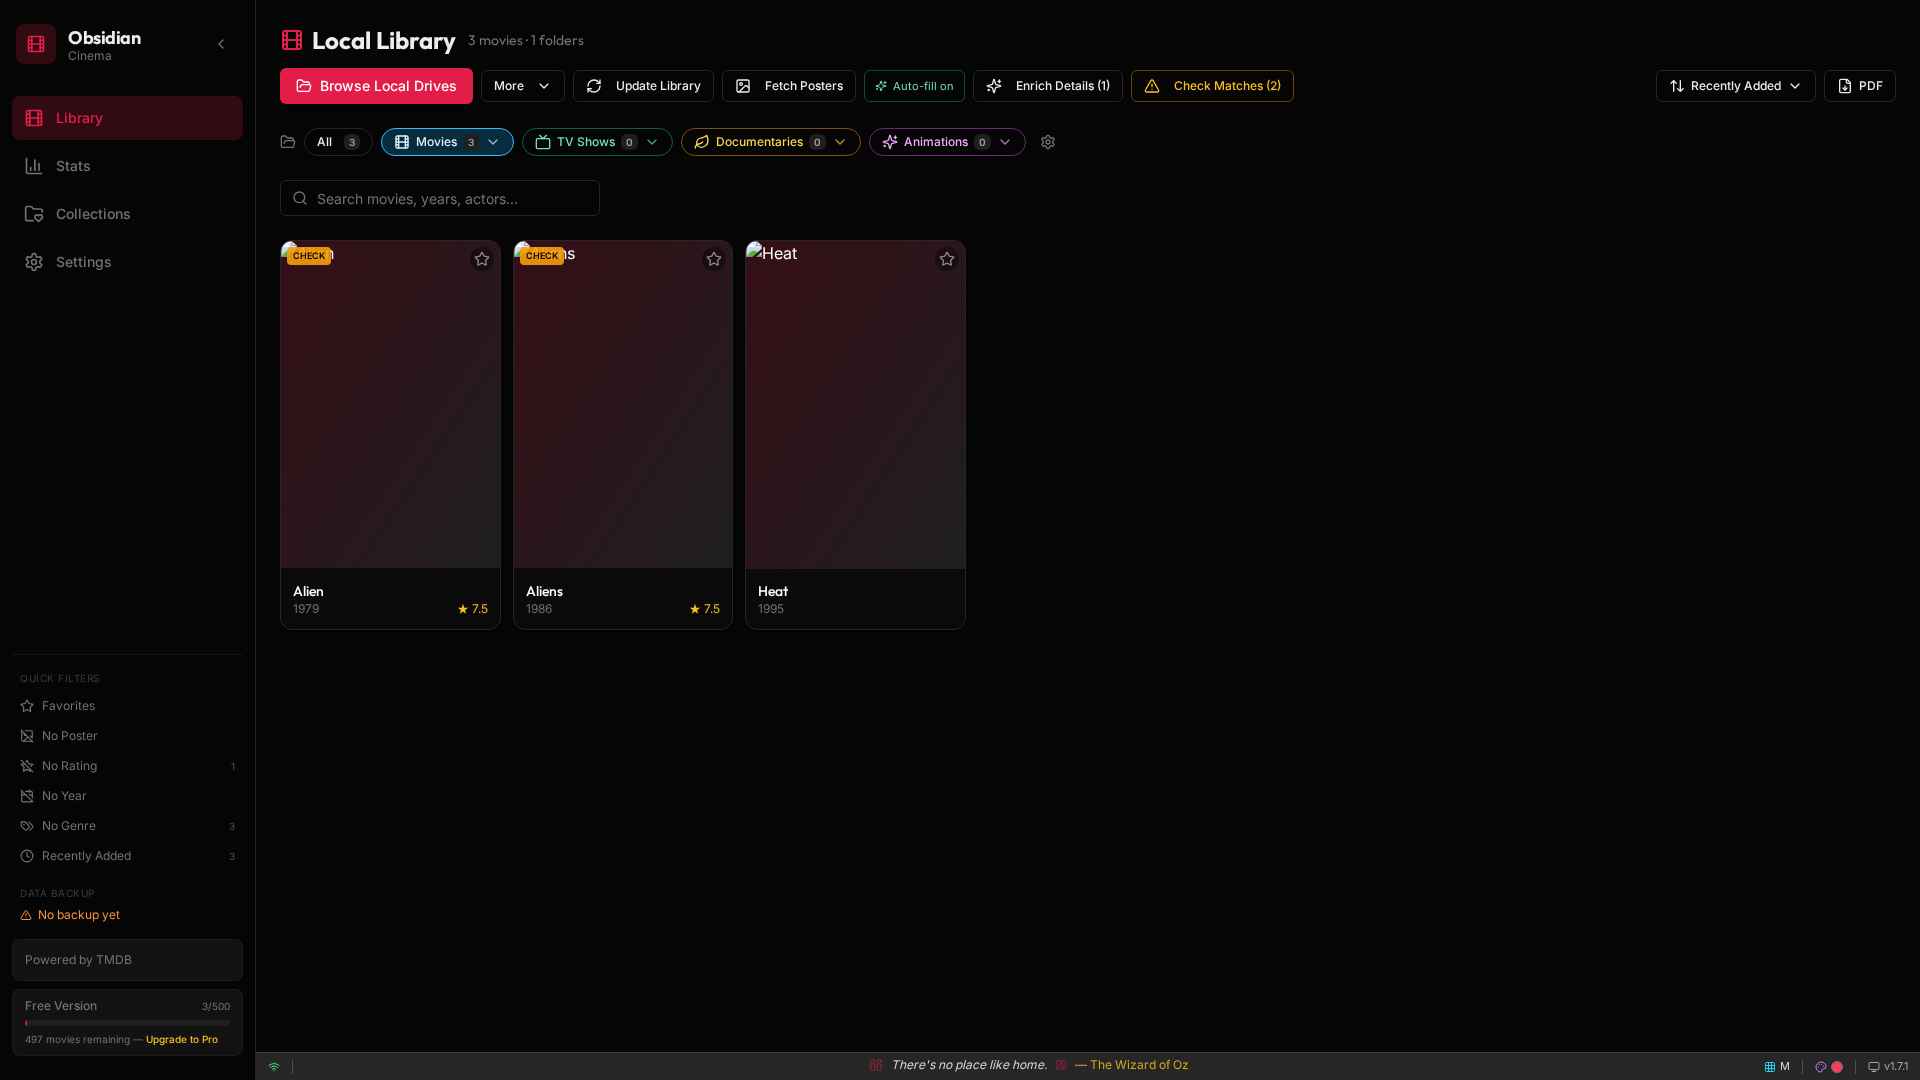 Obsidian
Cinema
Library
Stats
Collections
Settings
QUICK FILTERS
Favorites
No Poster
No Rating 1
No Year
No Genre 3
Recently Added 3
DATA BACKUP
No backup yet
Powered by TMDB
Free Version 3/500
497 movies remaining — Upgrade to Pro
Local Library 3 movies · 1 folders
Browse Local Drives More Update Library Fetch Posters Auto-fill on Enrich Details (1) Check Matches (2) Recently Added PDF
All 3 Movies 3 TV Shows 0 Documentaries 0 Animations 0
Search movies, years, actors...
CHECK
Alien
1979 ★ 7.5
CHECK
Aliens
1986 ★ 7.5
Heat
Heat
1995
There's no place like home. — The Wizard of Oz
M v1.7.1